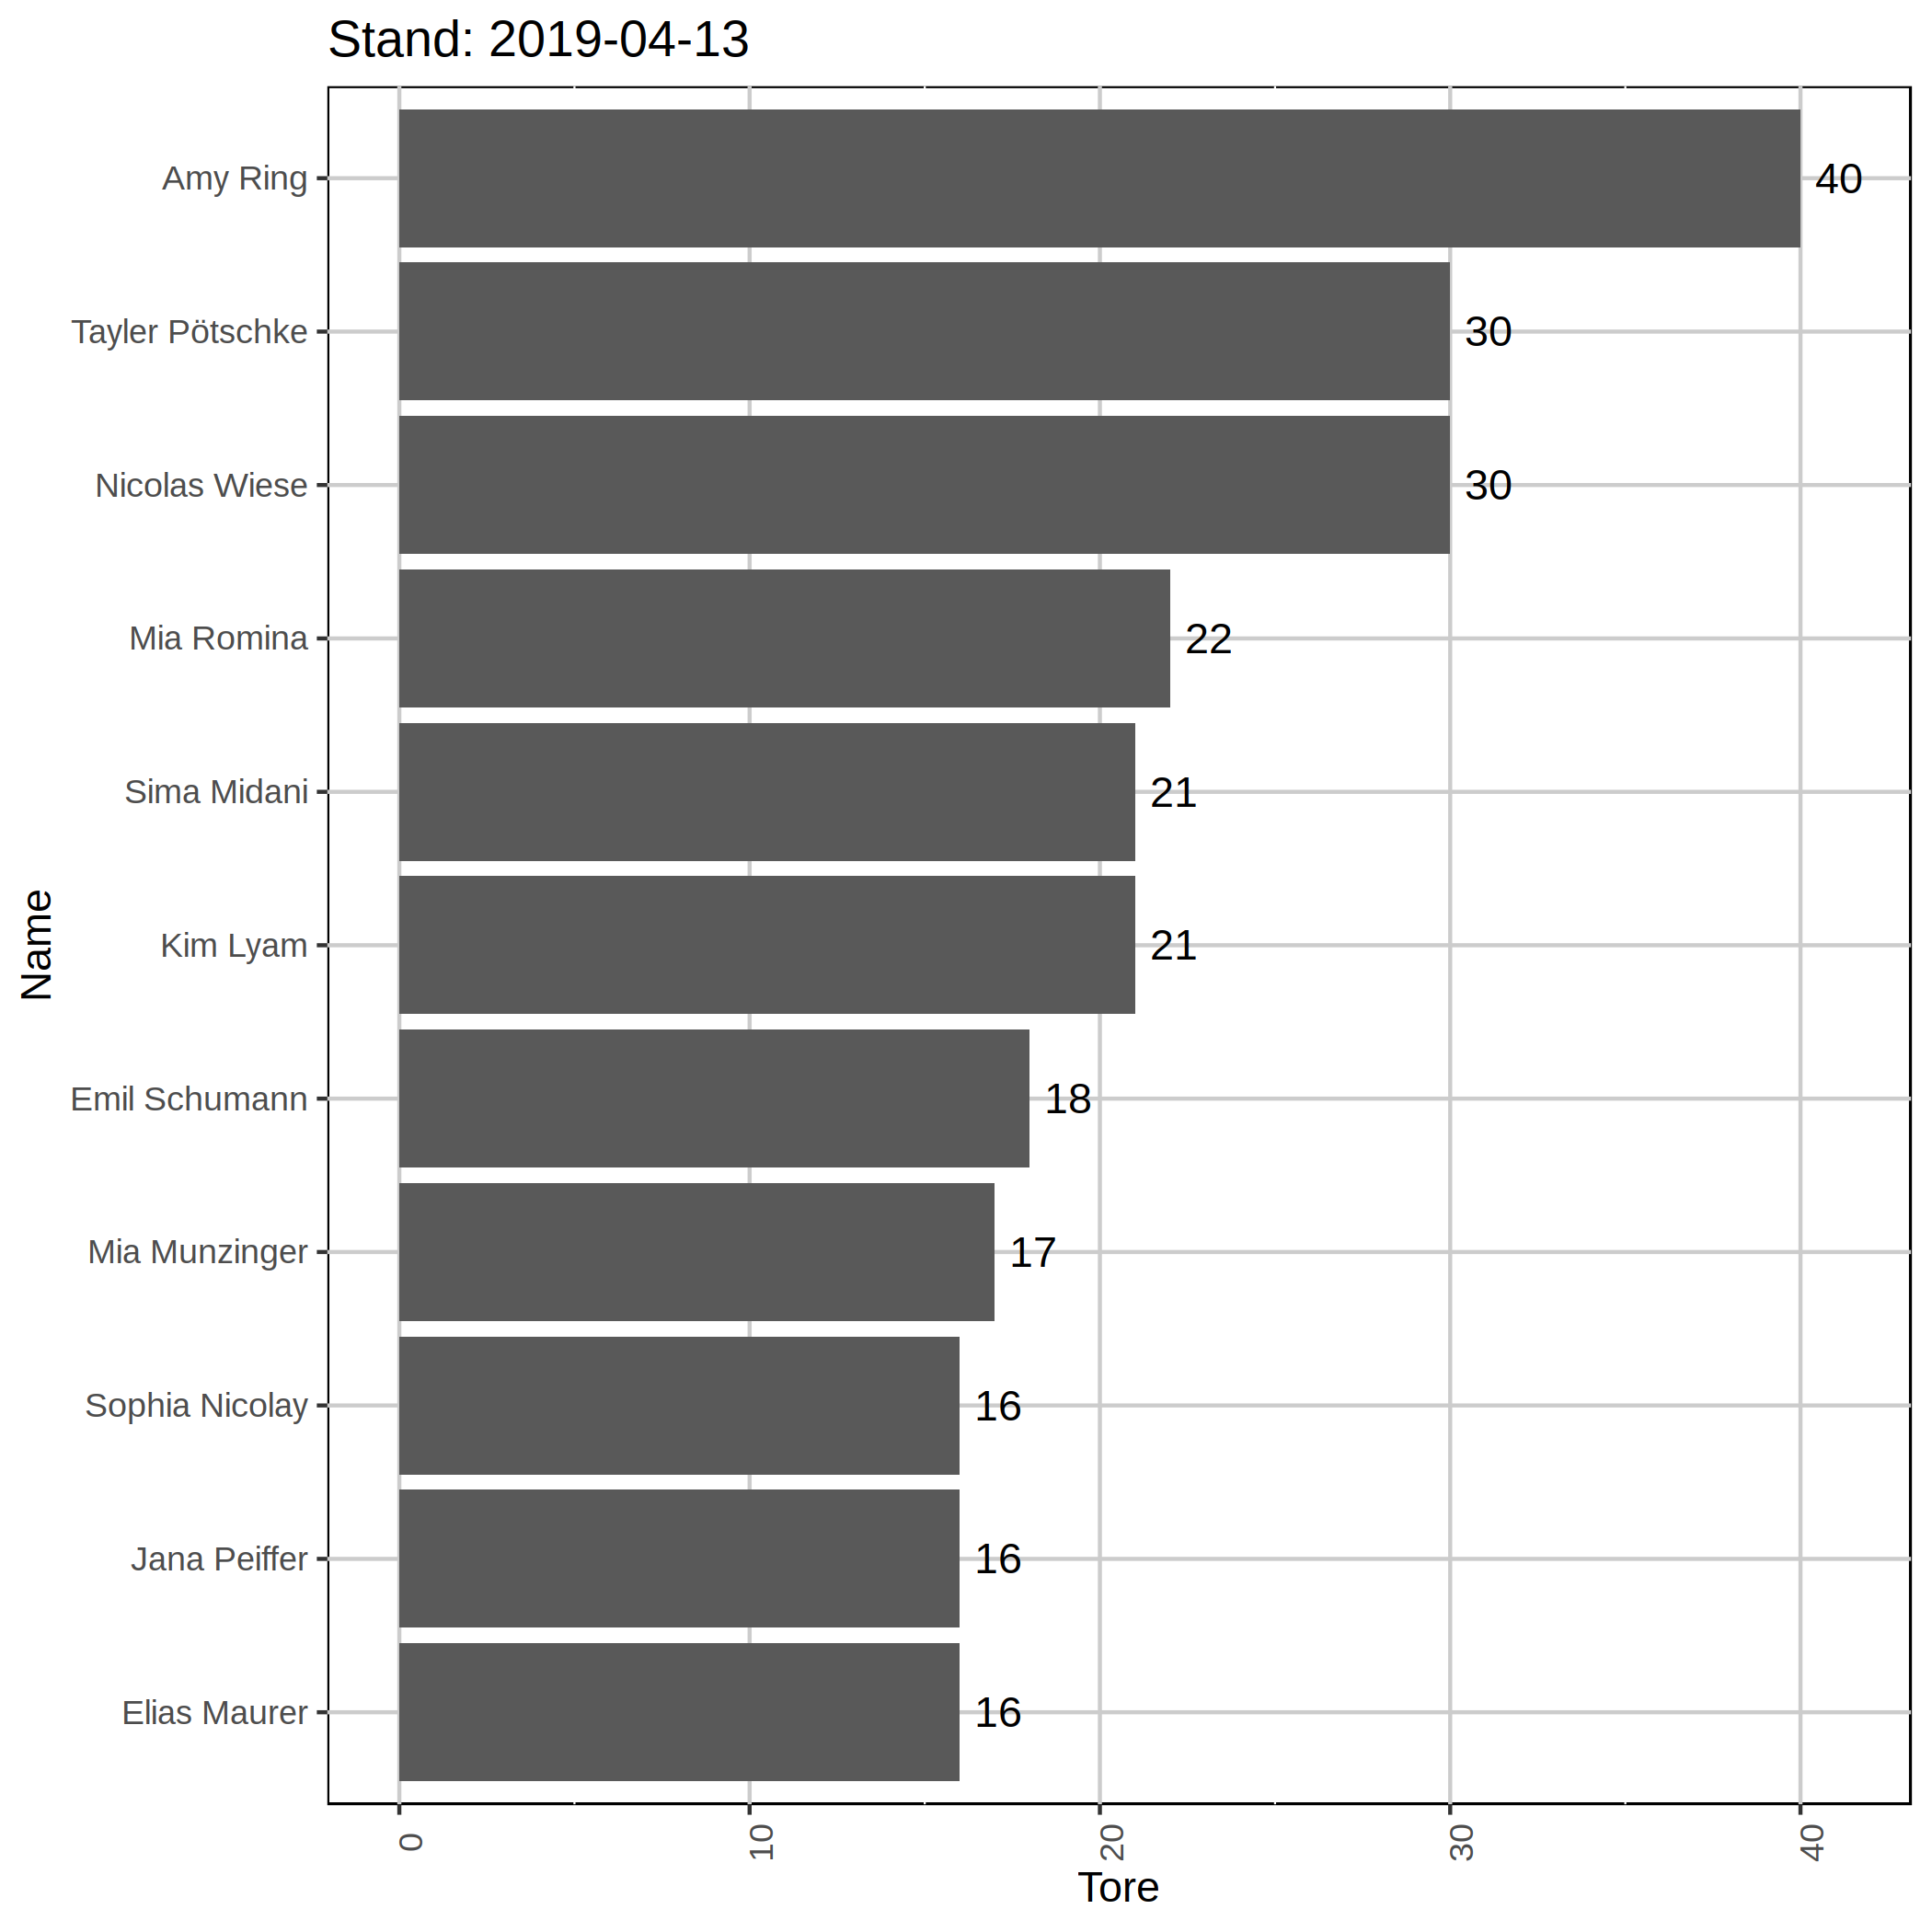 Stand: 2019-04-13
Amy Ring 40
Tayler Pötschke 30
Nicolas Wiese 30
Mia Romina 22
Sima Midani 21
Kim Lyam 21
Emil Schumann 18
Mia Munzinger 17
Sophia Nicolay 16
Jana Peiffer 16
Elias Maurer 16
Name
0 10 20 30 40
Tore